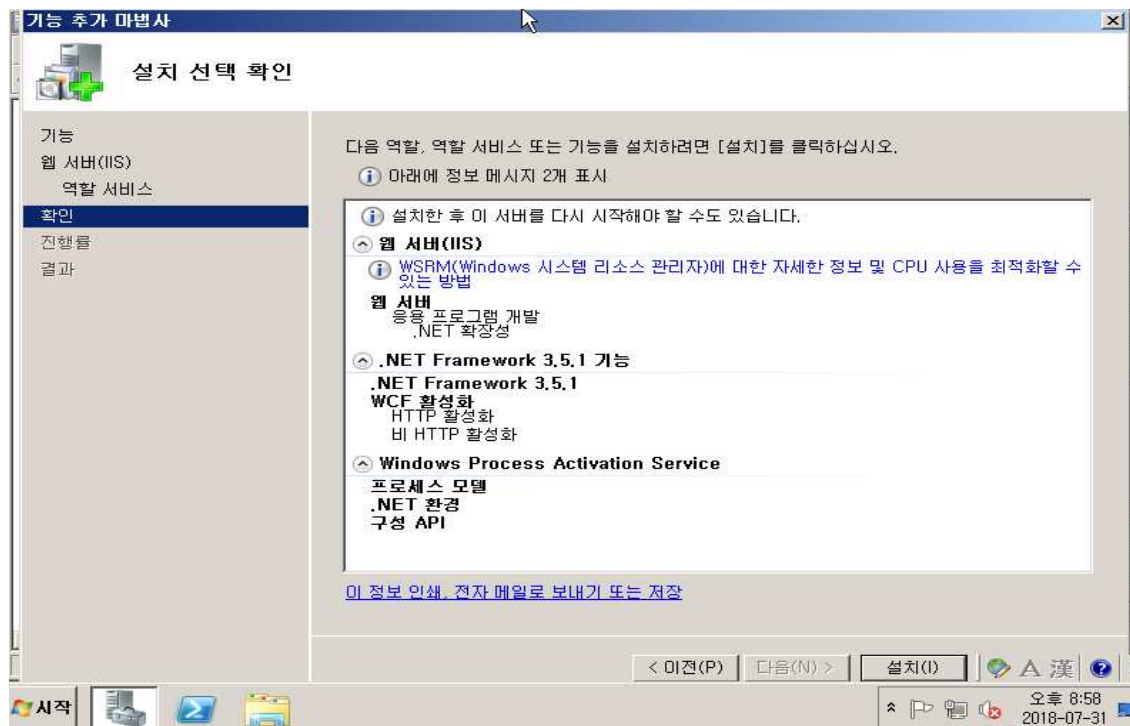 기능 추가 마법사
설치 선택 확인
기능
웹 서버(IIS)
역할 서비스
확인
진행률
결과
다음 역할, 역할 서비스 또는 기능을 설치하려면 [설치]를 클릭하십시오.
아래에 정보 메시지 2개 표시
설치한 후 이 서버를 다시 시작해야 할 수도 있습니다.
웹 서버(IIS)
WSRM(Windows 시스템 리소스 관리자)에 대한 자세한 정보 및 CPU 사용을 최적화할 수
있는 방법
웹 서버
응용 프로그램 개발
.NET 확장성
.NET Framework 3.5.1 기능
.NET Framework 3.5.1
WCF 활성화
HTTP 활성화
비 HTTP 활성화
Windows Process Activation Service
프로세스 모델
.NET 환경
구성 API
이 정보 인쇄, 전자 메일로 보내기 또는 저장
< 이전(P) 다음(N) > 설치(I) A 漢
시작
오후 8:58
2018-07-31